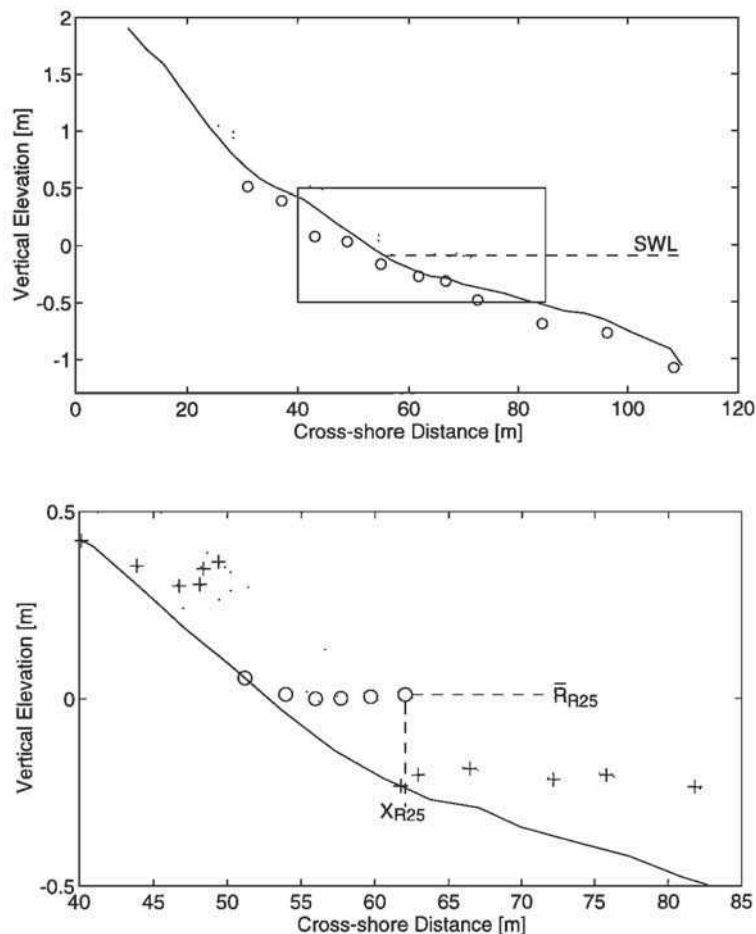 2
1.5
1
0.5
0
-0.5
-1
Vertical Elevation [m]
SWL
0 20 40 60 80 100 120
Cross-shore Distance [m]
0.5
0
-0.5
Vertical Elevation [m]
R̄R25
XR25
40 45 50 55 60 65 70 75 80 85
Cross-shore Distance [m]